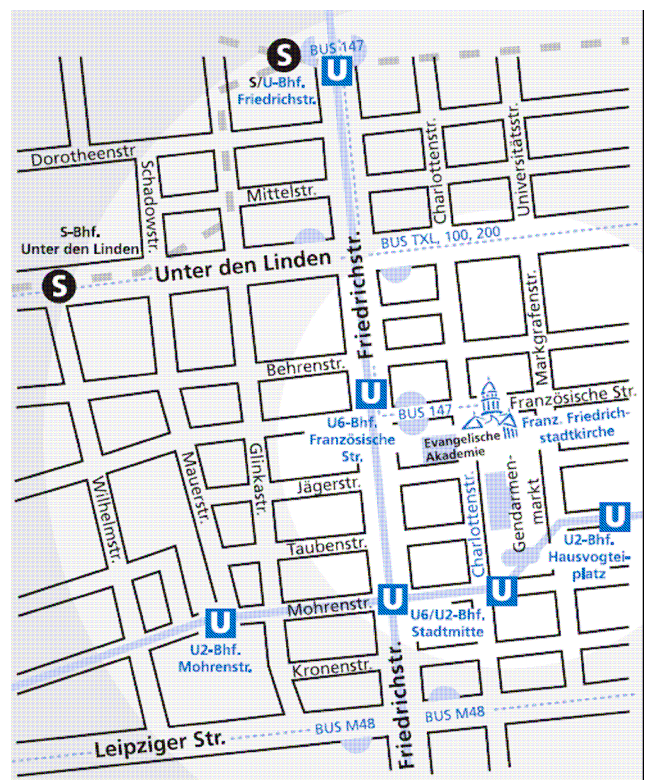 S
BUS 147
U
S/U-Bhf.
Friedrichstr.
Dorotheenstr
Schadowstr.
Mittelstr.
Charlottenstr.
Universitätsstr.
S-Bhf.
Unter den Linden
BUS TXL, 100, 200
S
Unter den Linden
Friedrichstr.
Markgrafenstr.
Behrenstr.
U
BUS 147
Französische Str.
U6-Bhf.
Französische
Str.
Evangelische
Akademie
Franz. Friedrich-
stadtkirche
Wilhelmstr.
Mauerstr.
Glinkastr.
Jägerstr.
Charlottenstr.
Gendarmen-
markt
U
U2-Bhf.
Hausvogtei-
platz
Taubenstr.
Mohrenstr.
U
U
U
U6/U2-Bhf.
Stadtmitte
U2-Bhf.
Mohrenstr.
Kronenstr.
Friedrichstr.
Leipziger Str.
BUS M48
BUS M48